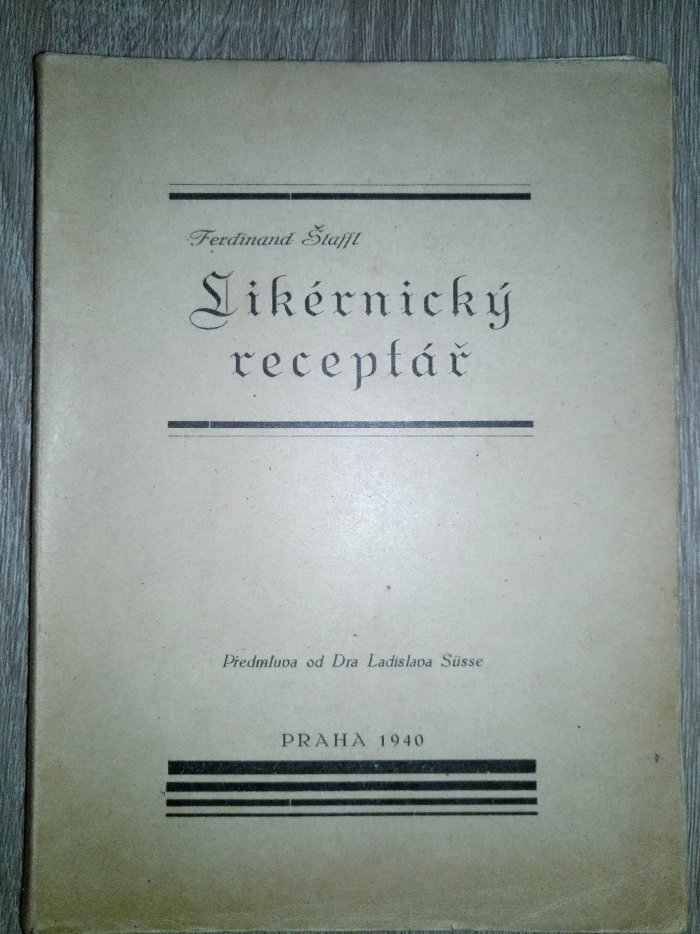 Ferdinand Štaffl
Likérnický
receptář
Předmluva od Dra Ladislava Süsse
PRAHA 1940